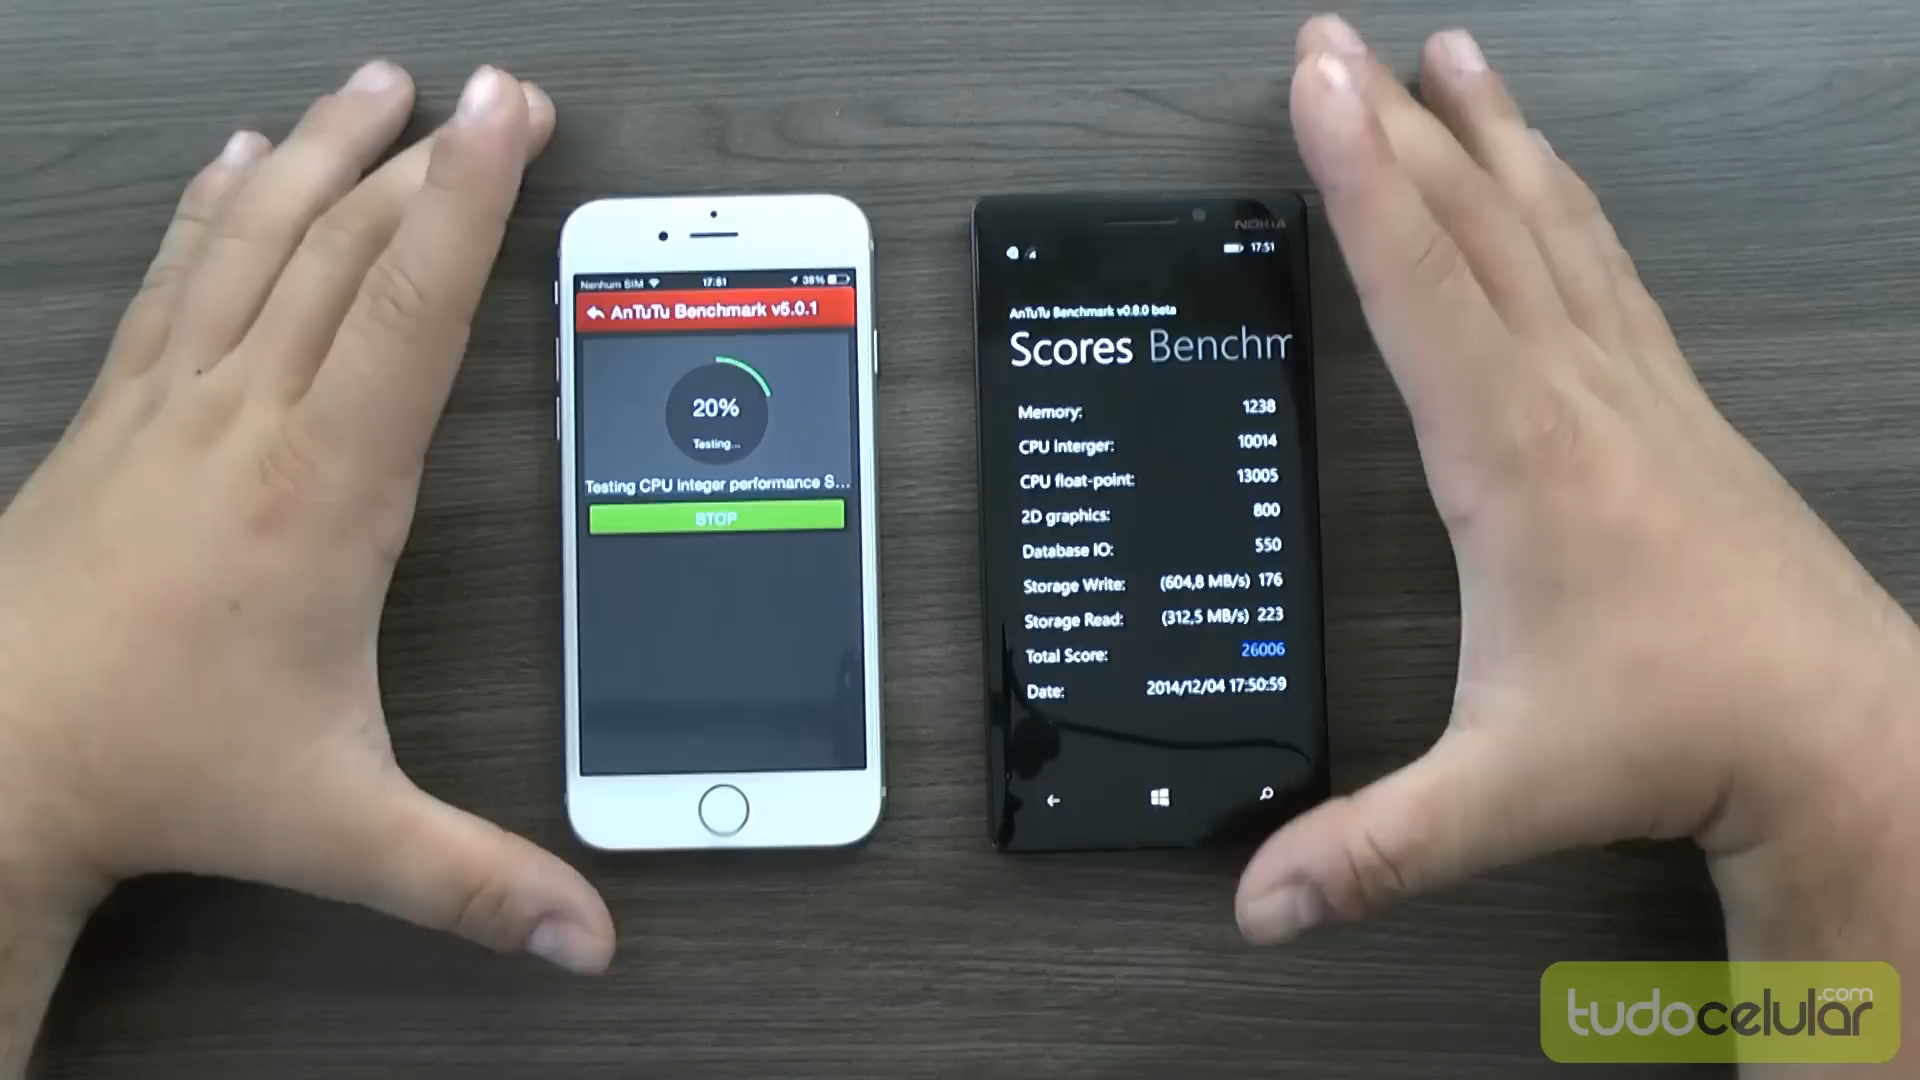 Nenhum SIM 17:51 38%
AnTuTu Benchmark v5.0.1
20%
Testing...
Testing CPU integer performance S...
STOP
NOKIA
17:51
AnTuTu Benchmark v0.8.0 beta
Scores Benchm
Memory: 1238
CPU interger: 10014
CPU float-point: 13005
2D graphics: 800
Database IO: 550
Storage Write: (604,8 MB/s) 176
Storage Read: (312,5 MB/s) 223
Total Score: 26006
Date: 2014/12/04 17:50:59
tudocelular.com